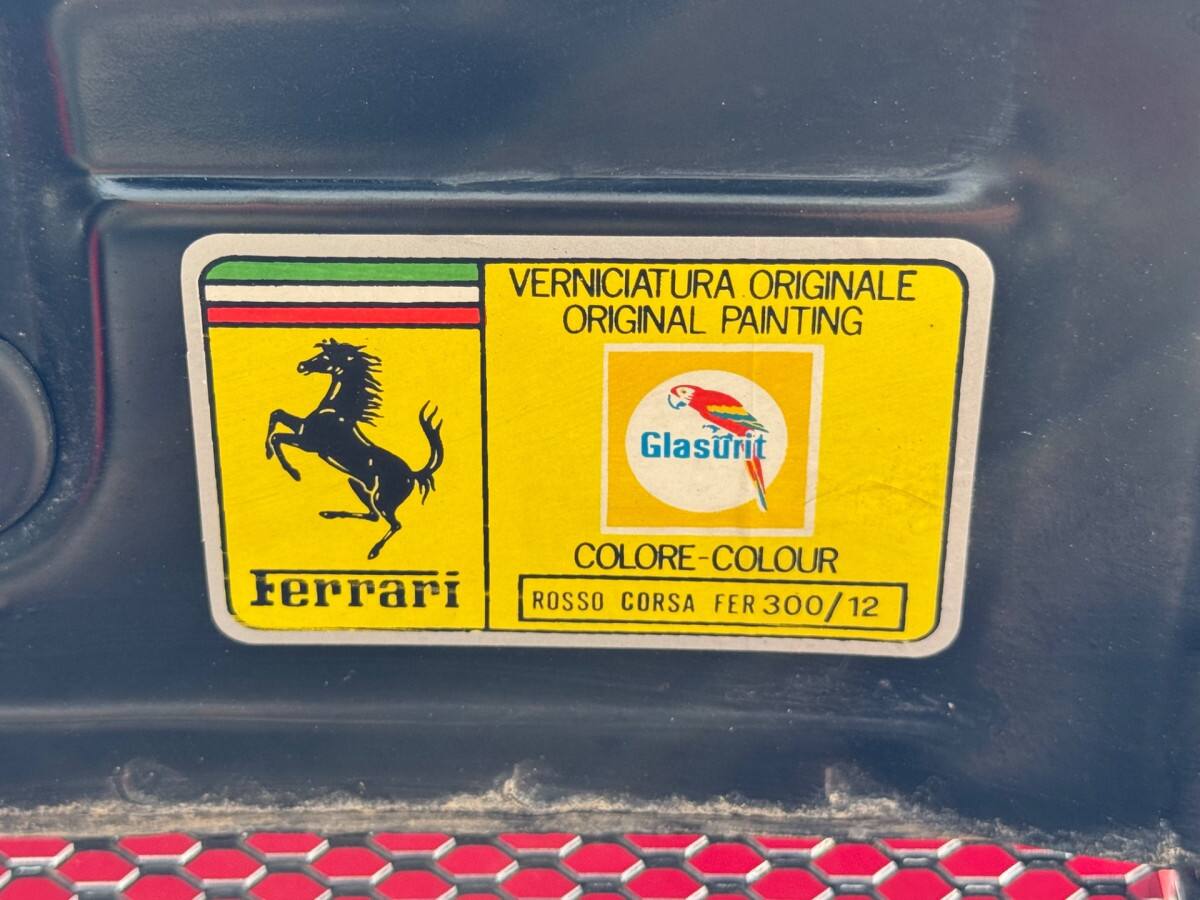 VERNICIATURA ORIGINALE
ORIGINAL PAINTING
Glasurit
COLORE-COLOUR
ROSSO CORSA FER 300/12
Ferrari